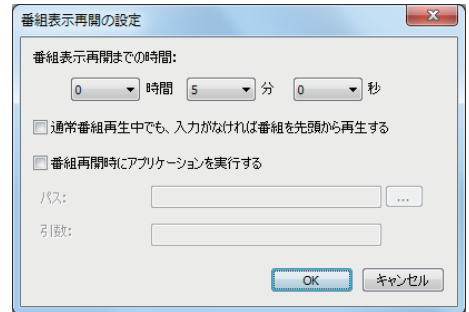 番組表示再開の設定
番組表示再開までの時間:
0 時間 5 分 0 秒
通常番組再生中でも、入力がなければ番組を先頭から再生する
番組再開時にアプリケーションを実行する
パス: ...
引数:
OK キャンセル